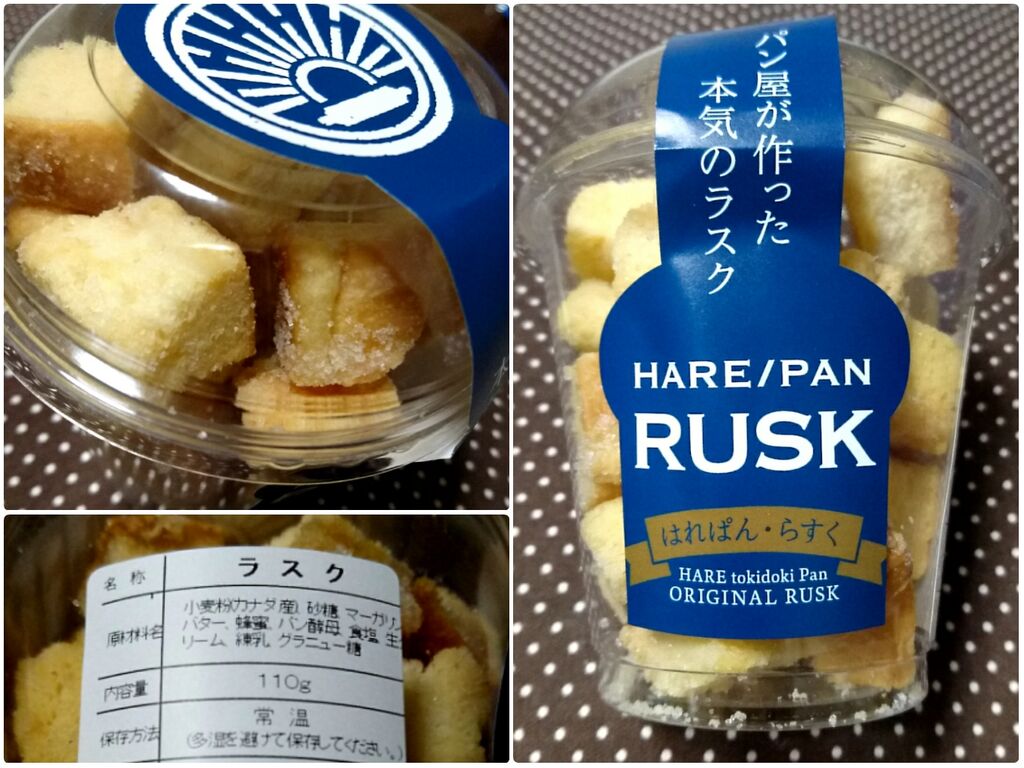 パン屋が作った
本気のラスク
HARE/PAN
RUSK
はれぱん・らすく
HARE tokidoki Pan
ORIGINAL RUSK
名称 ラスク
原材料名 小麦粉(カナダ産)、砂糖、マーガリン
バター、蜂蜜、パン酵母、食塩、生
リーム、練乳、グラニュー糖
内容量 110g
保存方法 常温
(多湿を避けて保存してください。)